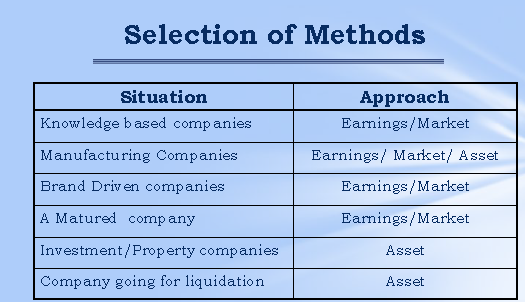 Selection of Methods
Situation Approach
Knowledge based companies Earnings/Market
Manufacturing Companies Earnings/ Market/ Asset
Brand Driven companies Earnings/Market
A Matured company Earnings/Market
Investment/Property companies Asset
Company going for liquidation Asset